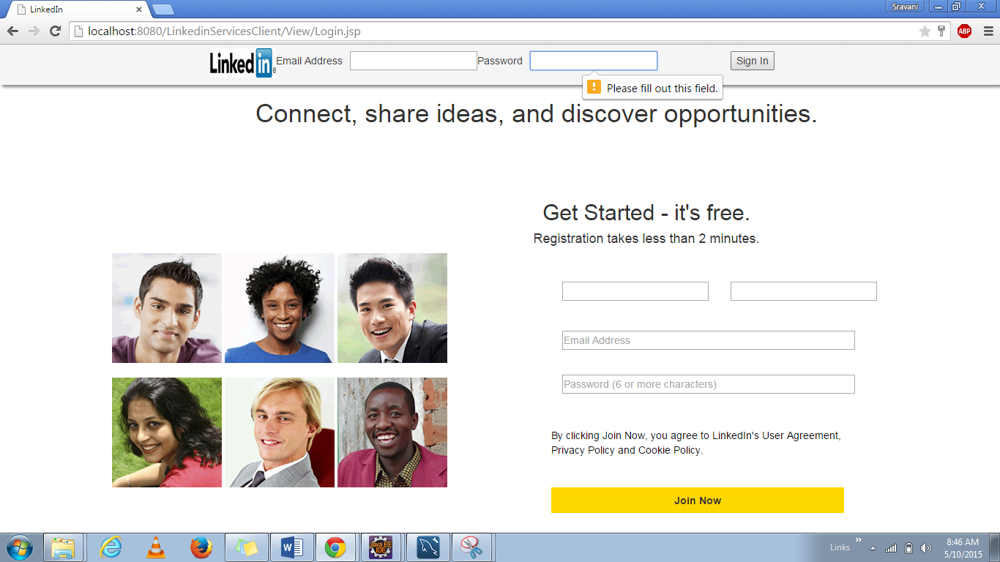 LinkedIn
Sravani
localhost:8080/LinkedinServicesClient/View/Login.jsp
ABP
Linked in ® Email Address Password Sign In
Please fill out this field.
Connect, share ideas, and discover opportunities.
Get Started - it's free.
Registration takes less than 2 minutes.
Email Address
Password (6 or more characters)
By clicking Join Now, you agree to LinkedIn's User Agreement,
Privacy Policy and Cookie Policy.
Join Now
Java EE
IDE
Links
8:46 AM
5/10/2015